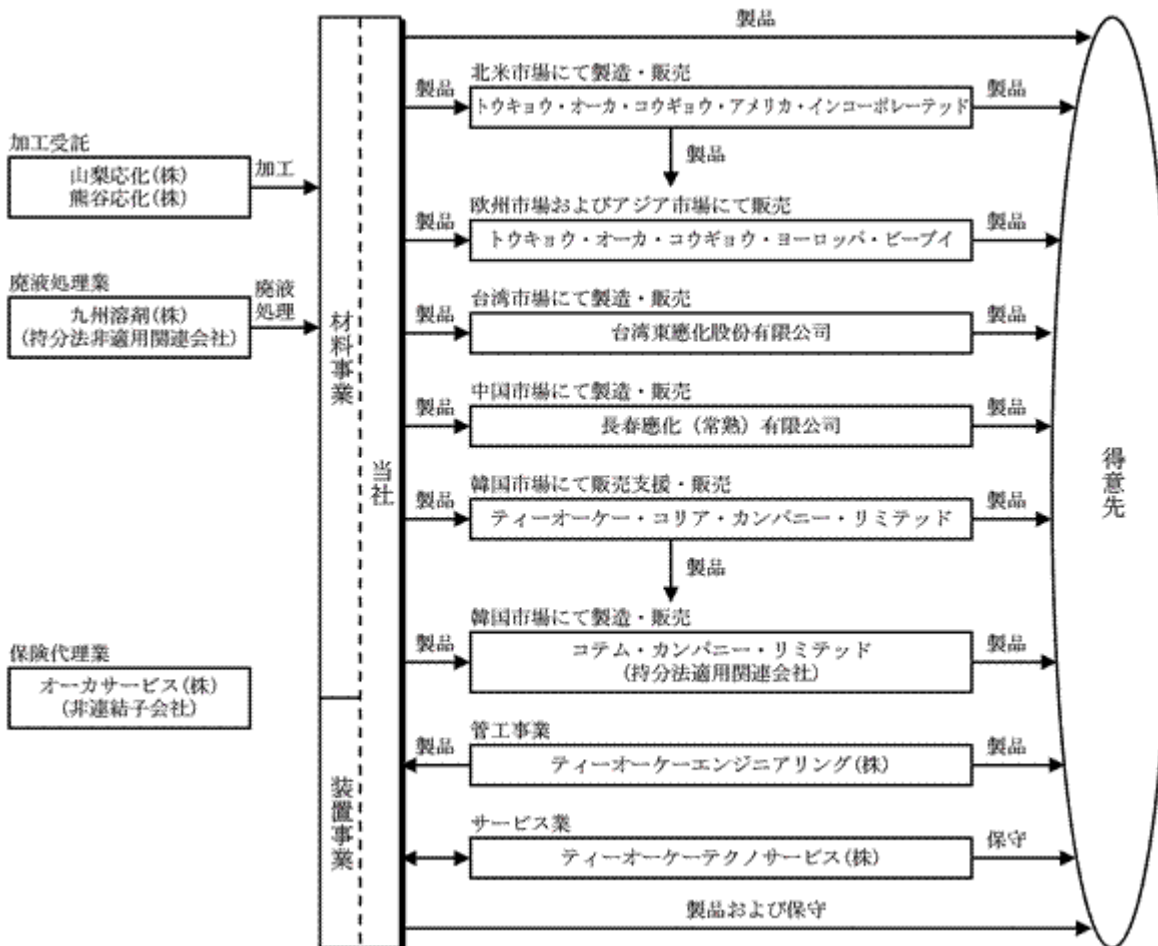 製品
北米市場にて製造・販売
製品
トウキョウ・オーカ・コウギョウ・アメリカ・インコーポレーテッド
製品
製品
加工受託
山梨応化(株)
熊谷応化(株)
加工
欧州市場およびアジア市場にて販売
製品
トウキョウ・オーカ・コウギョウ・ヨーロッパ・ビーブイ
製品
廃液処理業
九州溶剤(株)
(持分法非適用関連会社)
廃液
処理
台湾市場にて製造・販売
製品
台湾東應化股份有限公司
製品
材料事業
中国市場にて製造・販売
製品
長春應化(常熟)有限公司
製品
当社
得意先
韓国市場にて販売支援・販売
製品
ティーオーケー・コリア・カンパニー・リミテッド
製品
製品
韓国市場にて製造・販売
製品
コテム・カンパニー・リミテッド
(持分法適用関連会社)
製品
保険代理業
オーカサービス(株)
(非連結子会社)
装置事業
管工事業
製品
ティーオーケーエンジニアリング(株)
製品
サービス業
ティーオーケーテクノサービス(株)
保守
製品および保守